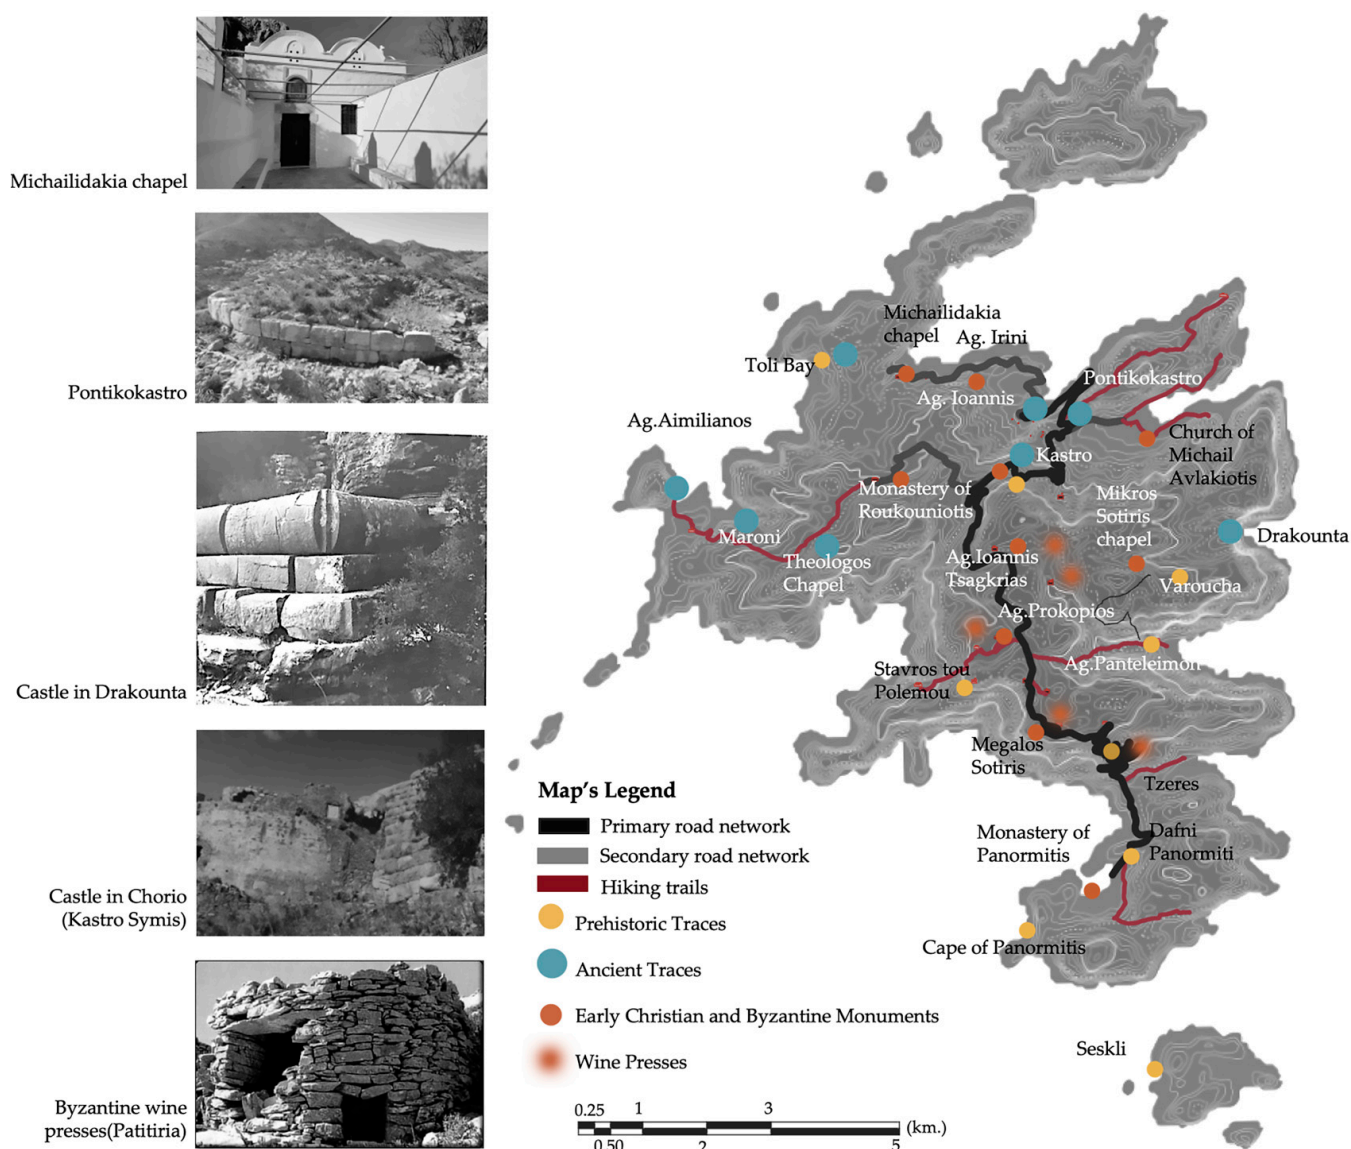 Michailidakia chapel
Pontikokastro
Castle in Drakounta
Castle in Chorio
(Kastro Symis)
Byzantine wine
presses(Patitiria)
Michailidakia
chapel
Ag. Irini
Toli Bay
Ag. Ioannis
Pontikokastro
Ag.Aimilianos
Church of
Michail
Avlakiotis
Kastro
Monastery of
Roukouniotis
Mikros
Sotiris
chapel
Maroni
Drakounta
Theologos
Chapel
Ag.Ioannis
Tsagkrias
Varoucha
Ag.Prokopios
Ag.Panteleimon
Stavros tou
Polemou
Megalos
Sotiris
Tzeres
Monastery of
Panormitis
Dafni
Panormiti
Cape of Panormitis
Seskli
Map's Legend
Primary road network
Secondary road network
Hiking trails
Prehistoric Traces
Ancient Traces
Early Christian and Byzantine Monuments
Wine Presses
0.25 1 3
(km.)
0.50 2 5